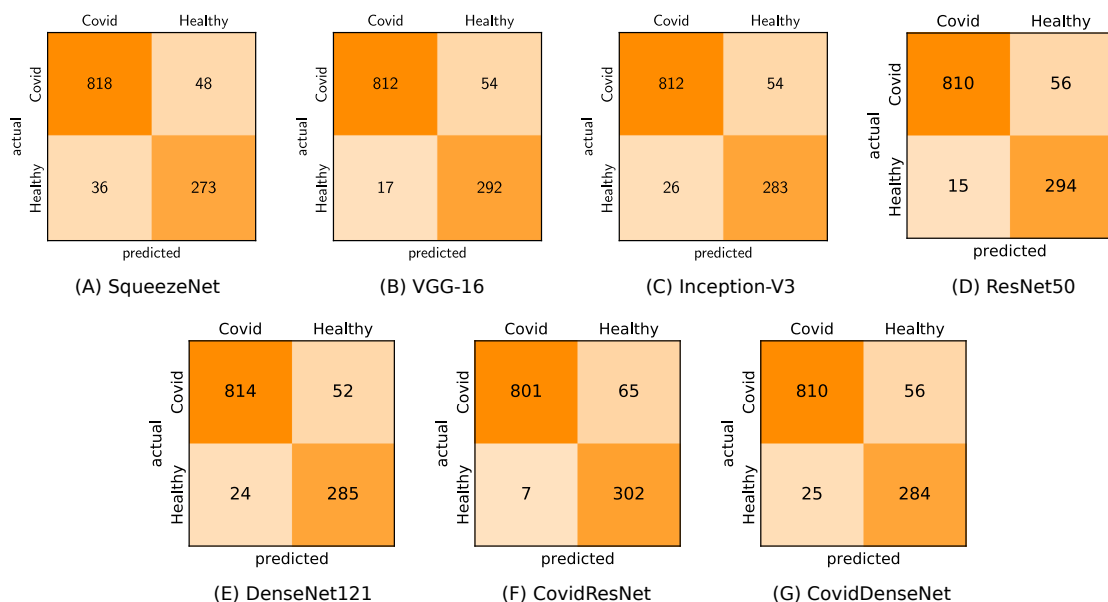 Covid Healthy
actual Covid 818 48
Healthy 36 273
predicted
(A) SqueezeNet
Covid Healthy
actual Covid 812 54
Healthy 17 292
predicted
(B) VGG-16
Covid Healthy
actual Covid 812 54
Healthy 26 283
predicted
(C) Inception-V3
Covid Healthy
actual Covid 810 56
Healthy 15 294
predicted
(D) ResNet50
Covid Healthy
actual Covid 814 52
Healthy 24 285
predicted
(E) DenseNet121
Covid Healthy
actual Covid 801 65
Healthy 7 302
predicted
(F) CovidResNet
Covid Healthy
actual Covid 810 56
Healthy 25 284
predicted
(G) CovidDenseNet